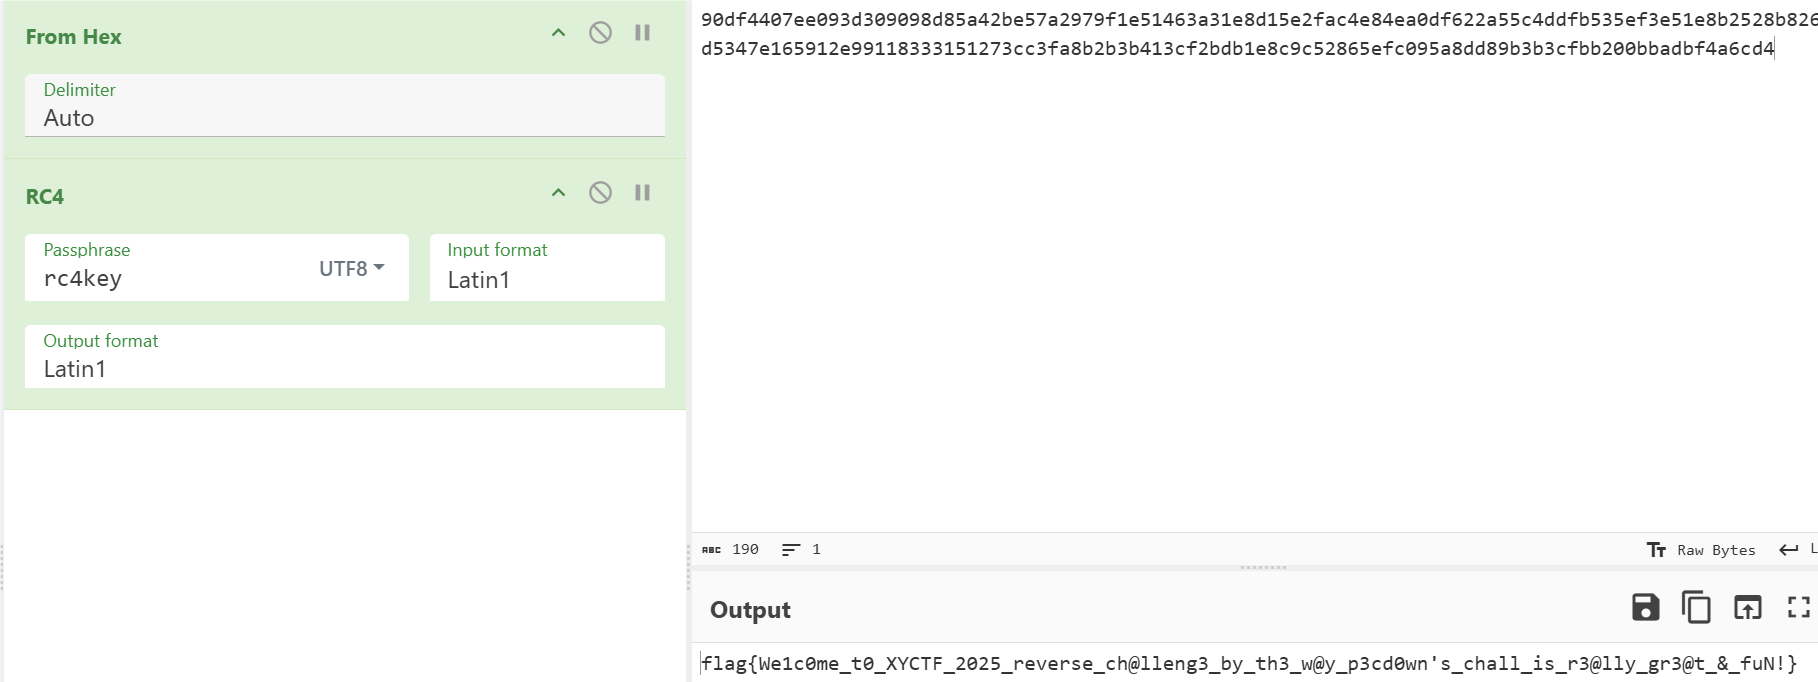 From Hex
Delimiter
Auto
RC4
Passphrase
rc4key
UTF8
Input format
Latin1
Output format
Latin1
90df4407ee093d309098d85a42be57a2979f1e51463a31e8d15e2fac4e84ea0df622a55c4ddfb535ef3e51e8b2528b826
d5347e165912e99118333151273cc3fa8b2b3b413cf2bdb1e8c9c52865efc095a8dd89b3b3cfbb200bbadbf4a6cd4
ABC 190 1
Tт Raw Bytes L
Output
flag{We1c0me_t0_XYCTF_2025_reverse_ch@lleng3_by_th3_w@y_p3cd0wn's_chall_is_r3@lly_gr3@t_&_fuN!}